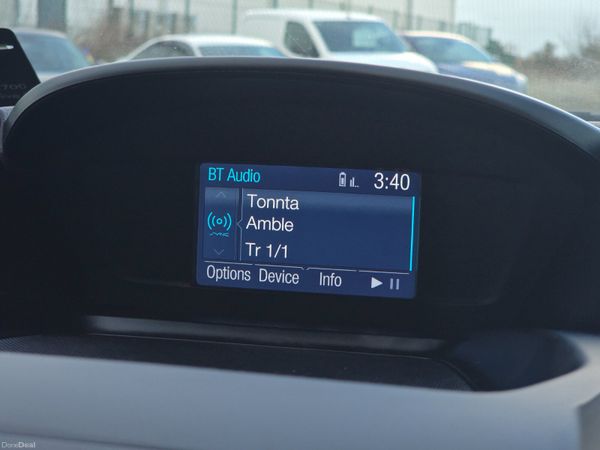 BT Audio 3:40
Tonnta
Amble
Tr 1/1
Options Device Info
DoneDeal